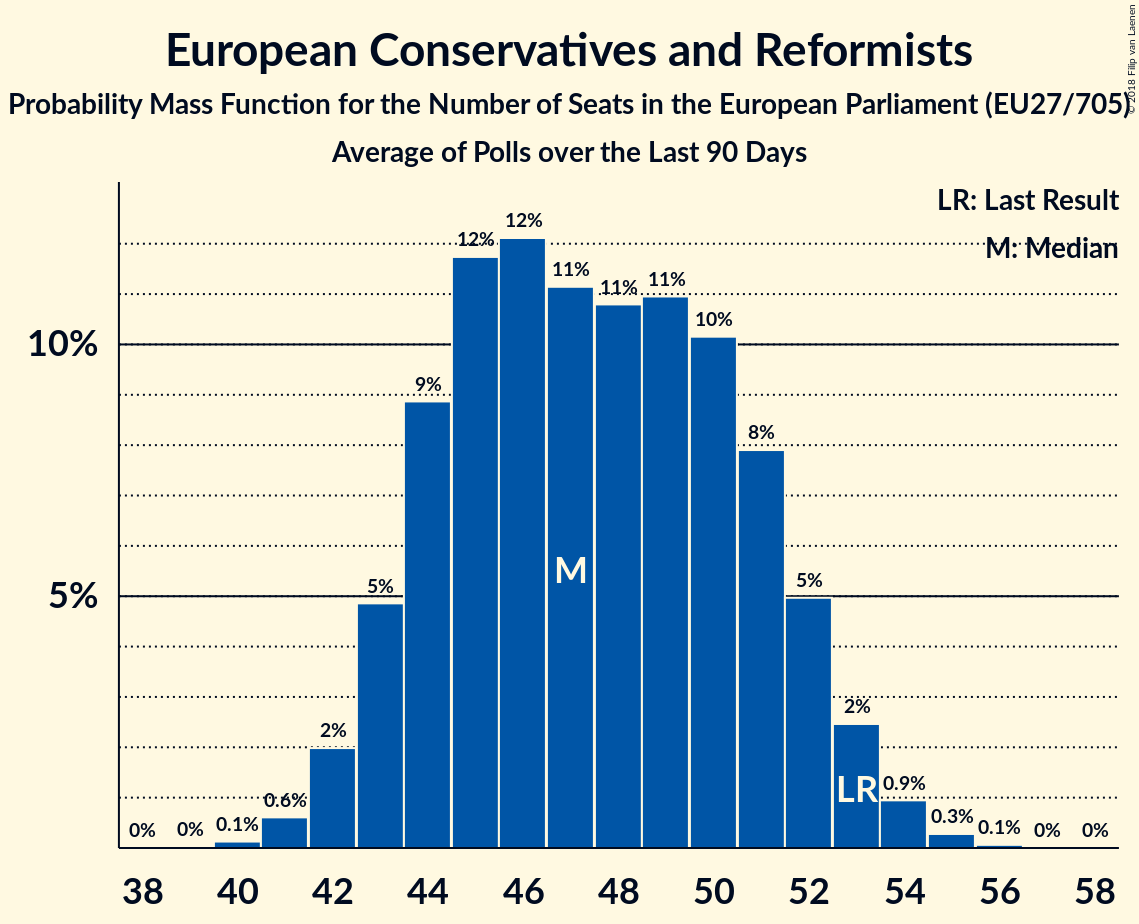 European Conservatives and Reformists
Probability Mass Function for the Number of Seats in the European Parliament (EU27/705)
Average of Polls over the Last 90 Days
© 2018 Filip van Laenen
LR: Last Result
M: Median
10%
5%
0%
0%
0.1%
0.6%
2%
5%
9%
12%
12%
11%
11%
11%
10%
8%
5%
2%
0.9%
0.3%
0.1%
0%
0%
M
LR
38 40 42 44 46 48 50 52 54 56 58